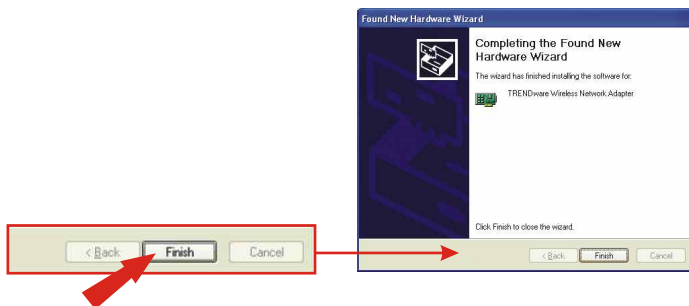 Found New Hardware Wizard
Completing the Found New
Hardware Wizard
The wizard has finished installing the software for:
TRENDware Wireless Network Adapter
Click Finish to close the wizard.
< Back
Finish
Cancel
< Back
Finish
Cancel